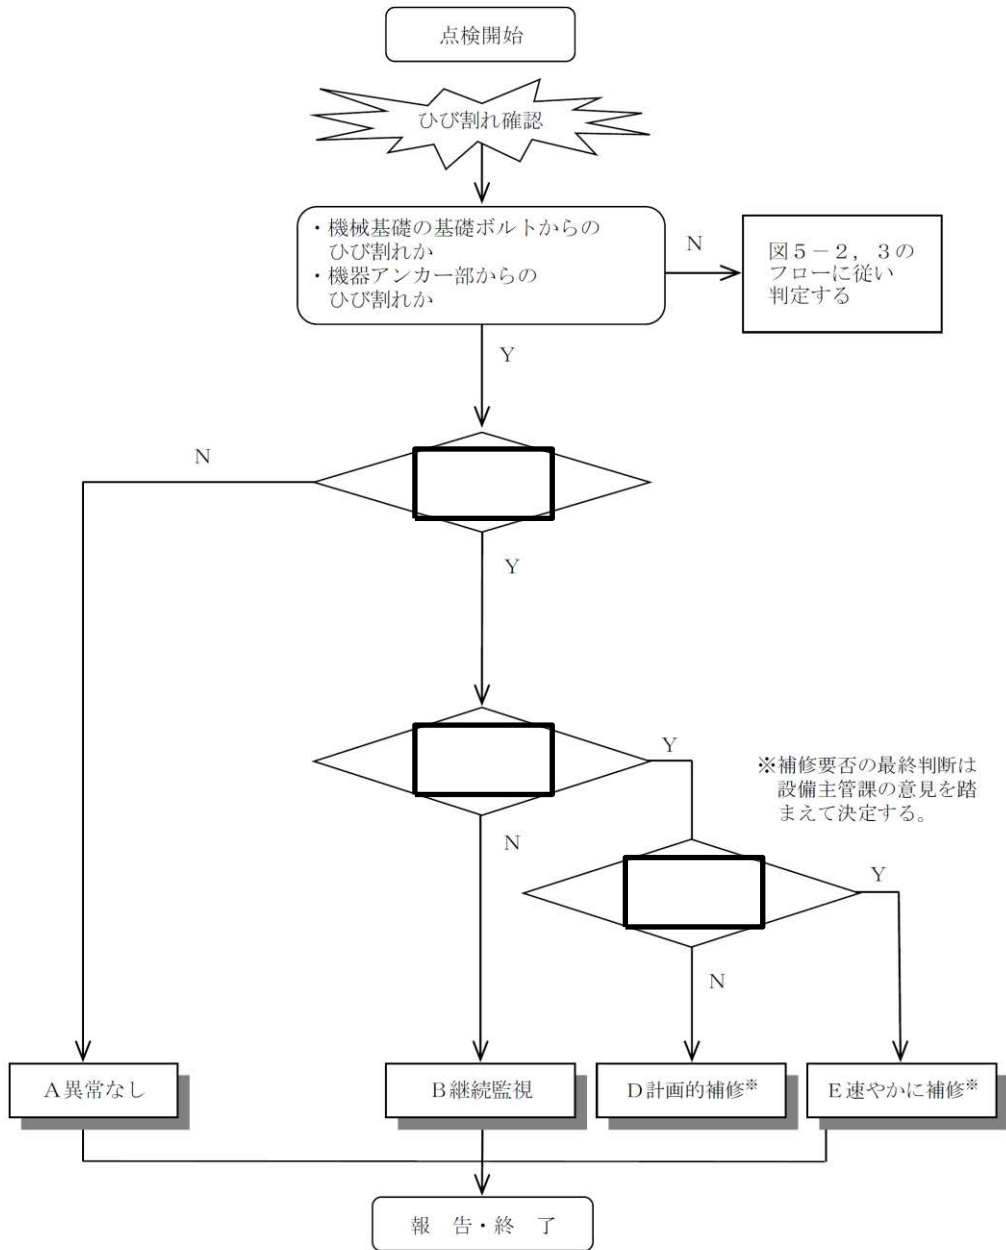 点検開始
ひび割れ確認
・機械基礎の基礎ボルトからの
ひび割れか
・機器アンカー部からの
ひび割れか
N
図5-2,3の
フローに従い
判定する
Y
N
Y
Y
※補修要否の最終判断は
設備主管課の意見を踏
まえて決定する。
N
Y
N
A異常なし
B継続監視
D計画的補修※
E速やかに補修※
報 告・終 了